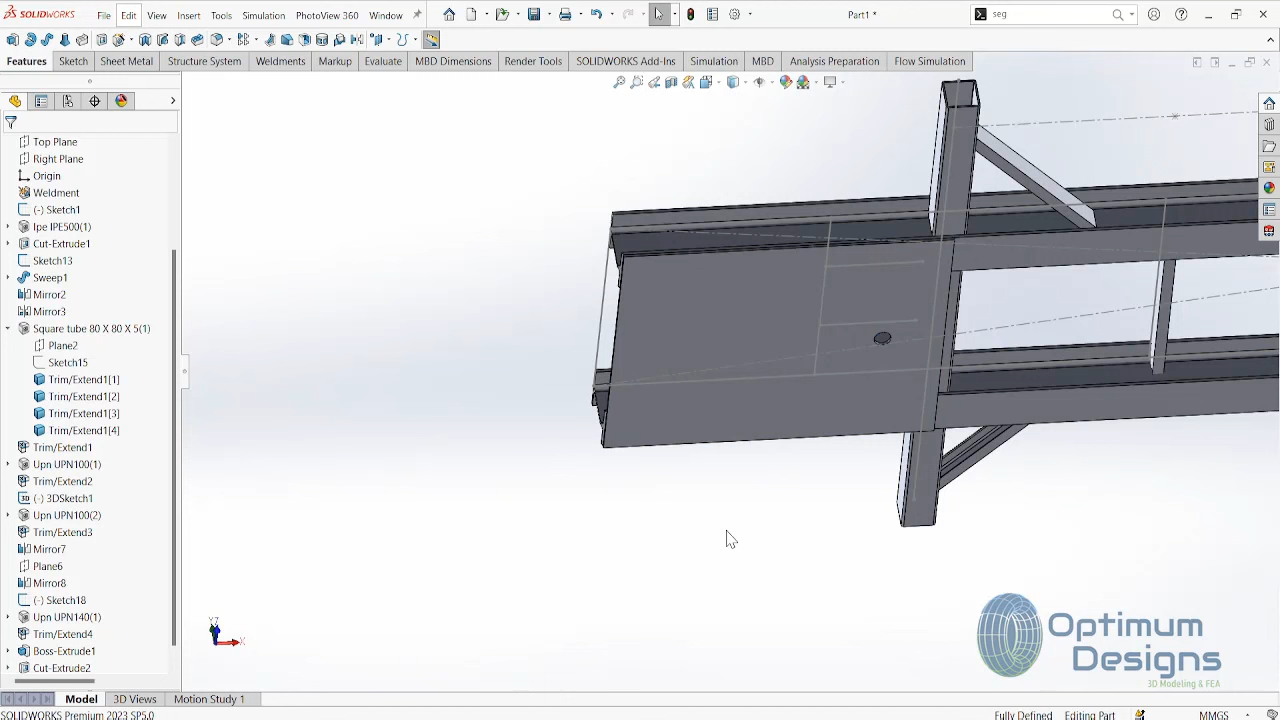 SOLIDWORKS File Edit View Insert Tools Simulation PhotoView 360 Window Part1 * seg
Features Sketch Sheet Metal Structure System Weldments Markup Evaluate MBD Dimensions Render Tools SOLIDWORKS Add-Ins Simulation MBD Analysis Preparation Flow Simulation
Top Plane
Right Plane
Origin
Weldment
(-) Sketch1
Ipe IPE500(1)
Cut-Extrude1
Sketch13
Sweep1
Mirror2
Mirror3
Square tube 80 X 80 X 5(1)
Plane2
Sketch15
Trim/Extend1[1]
Trim/Extend1[2]
Trim/Extend1[3]
Trim/Extend1[4]
Trim/Extend1
Upn UPN100(1)
Trim/Extend2
(-) 3DSketch1
Upn UPN100(2)
Trim/Extend3
Mirror7
Plane6
Mirror8
(-) Sketch18
Upn UPN140(1)
Trim/Extend4
Boss-Extrude1
Cut-Extrude2
Y Z
X
Optimum
Designs
3D Modeling & FEA
Model 3D Views Motion Study 1
SOLIDWORKS Premium 2023 SP5.0 Fully Defined Editing Part MMGS